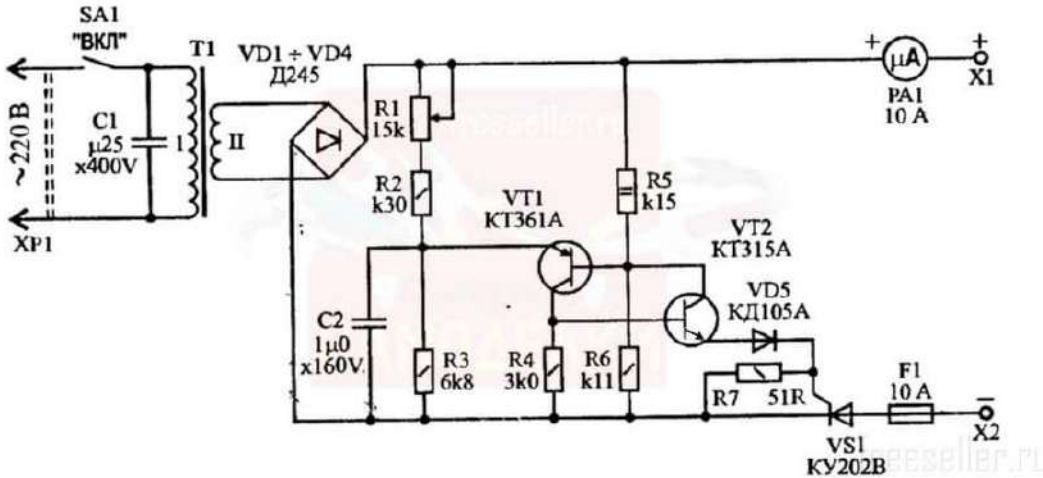 SA1
"ВКЛ"
T1
VD1 ÷ VD4
Д245
~220 В
C1
µ25
x400V
I
II
XP1
R1
15k
R2
k30
VT1
КТ361А
R5
k15
VT2
КТ315А
VD5
КД105А
C2
1µ0
x160V
R3
6k8
R4
3k0
R6
k11
R7
51R
F1
10 A
VS1
КУ202В
+
µA
PA1
10 A
+
X1
–
X2